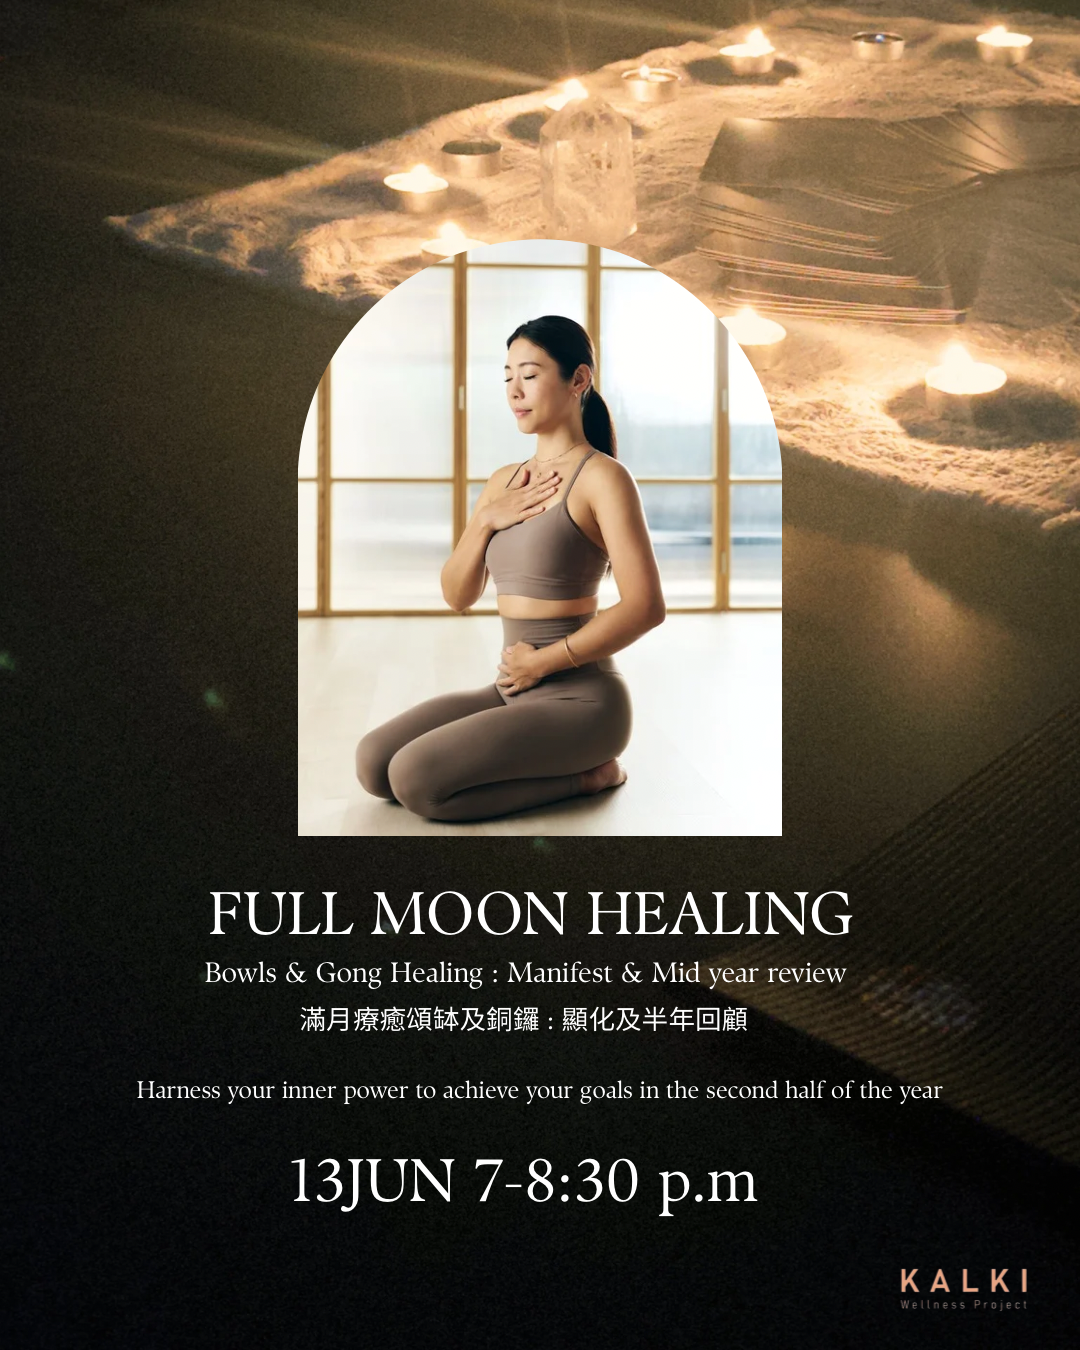 FULL MOON HEALING
Bowls & Gong Healing : Manifest & Mid year review
滿月療癒頌缽及銅鑼 : 顯化及半年回顧
Harness your inner power to achieve your goals in the second half of the year
13JUN 7-8:30 p.m
KALKI
Wellness Project